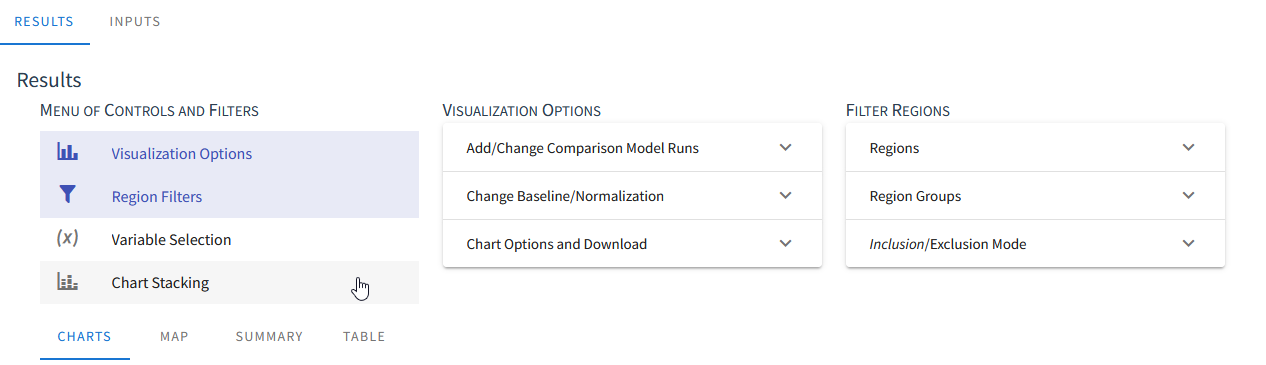 RESULTS INPUTS
Results
MENU OF CONTROLS AND FILTERS
Visualization Options
Region Filters
(x) Variable Selection
Chart Stacking
VISUALIZATION OPTIONS
Add/Change Comparison Model Runs
Change Baseline/Normalization
Chart Options and Download
FILTER REGIONS
Regions
Region Groups
Inclusion/Exclusion Mode
CHARTS MAP SUMMARY TABLE